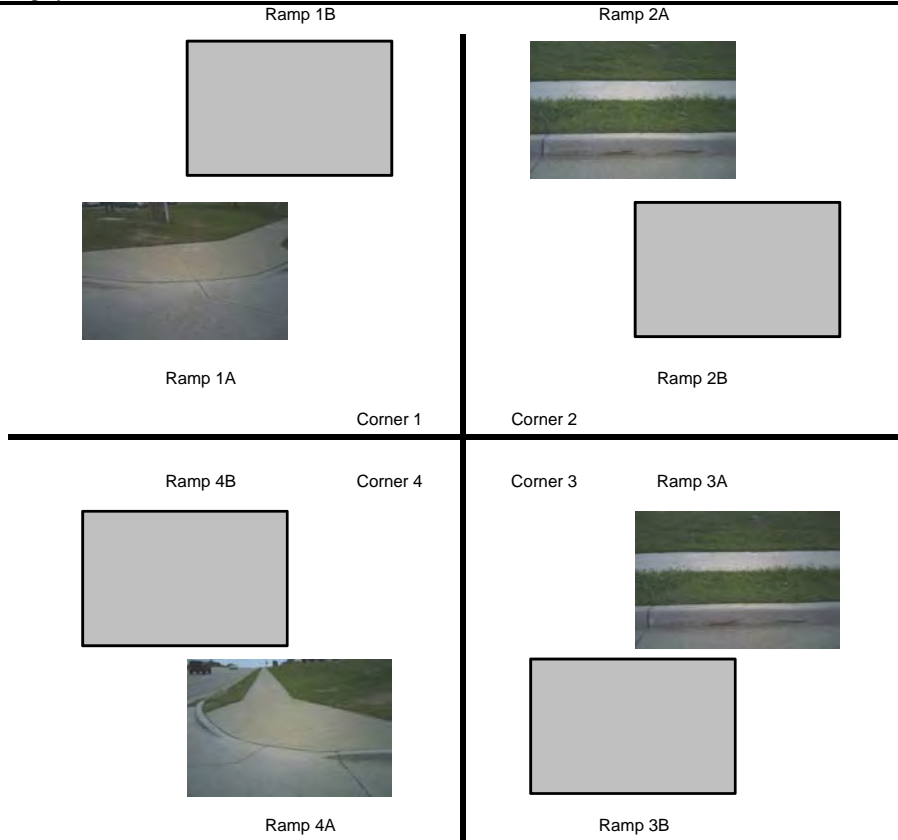 Ramp 1B
Ramp 2A
Ramp 1A
Ramp 2B
Corner 1
Corner 2
Ramp 4B
Corner 4
Corner 3
Ramp 3A
Ramp 4A
Ramp 3B